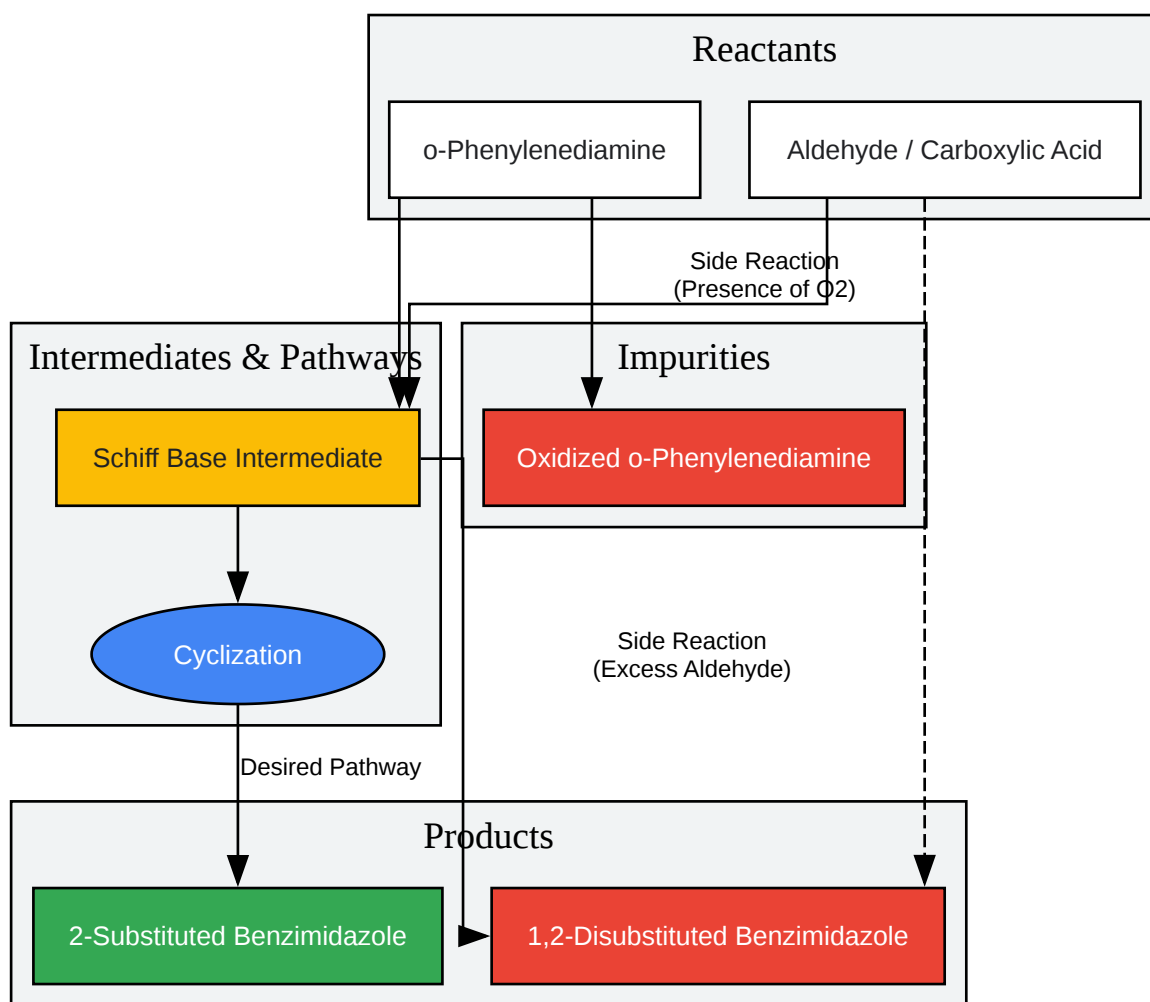 Reactants
o-Phenylenediamine
Aldehyde / Carboxylic Acid
Side Reaction
(Presence of O2)
Intermediates & Pathways
Impurities
Schiff Base Intermediate
Oxidized o-Phenylenediamine
Cyclization
Side Reaction
(Excess Aldehyde)
Desired Pathway
Products
2-Substituted Benzimidazole
1,2-Disubstituted Benzimidazole